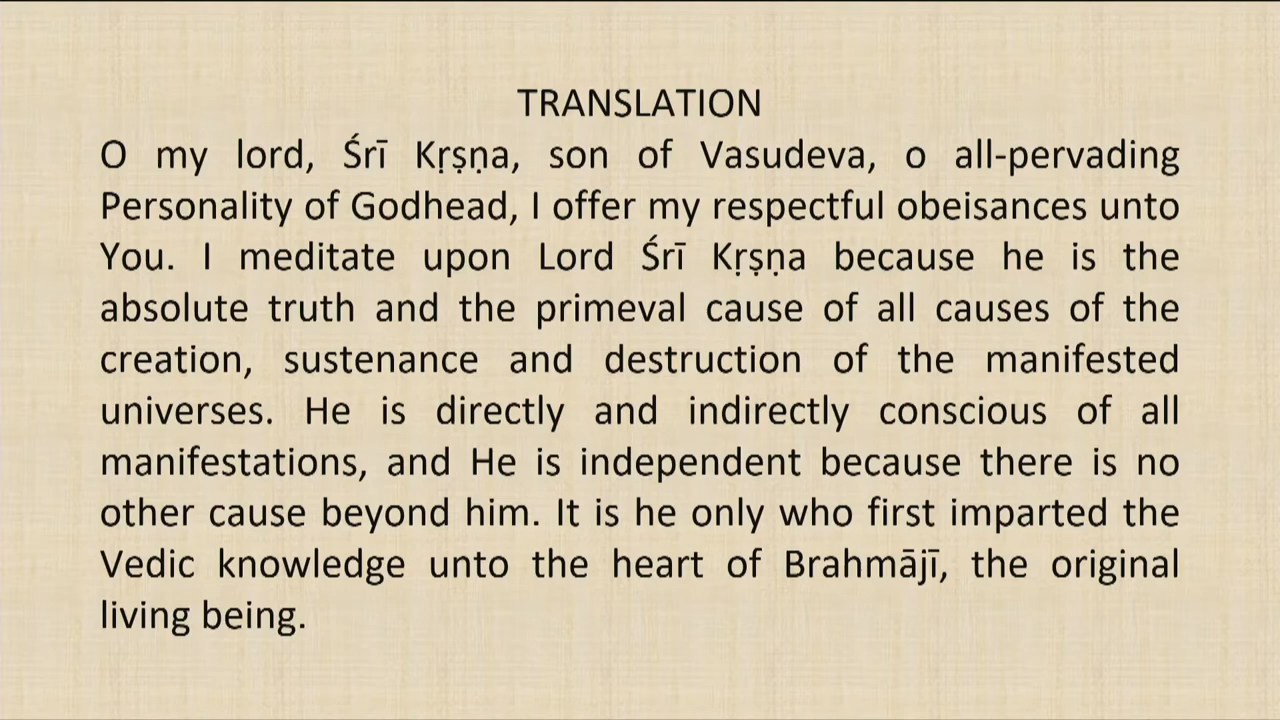 TRANSLATION
O my lord, Śrī Kṛṣṇa, son of Vasudeva, o all-pervading
Personality of Godhead, I offer my respectful obeisances unto
You. I meditate upon Lord Śrī Kṛṣṇa because he is the
absolute truth and the primeval cause of all causes of the
creation, sustenance and destruction of the manifested
universes. He is directly and indirectly conscious of all
manifestations, and He is independent because there is no
other cause beyond him. It is he only who first imparted the
Vedic knowledge unto the heart of Brahmājī, the original
living being.